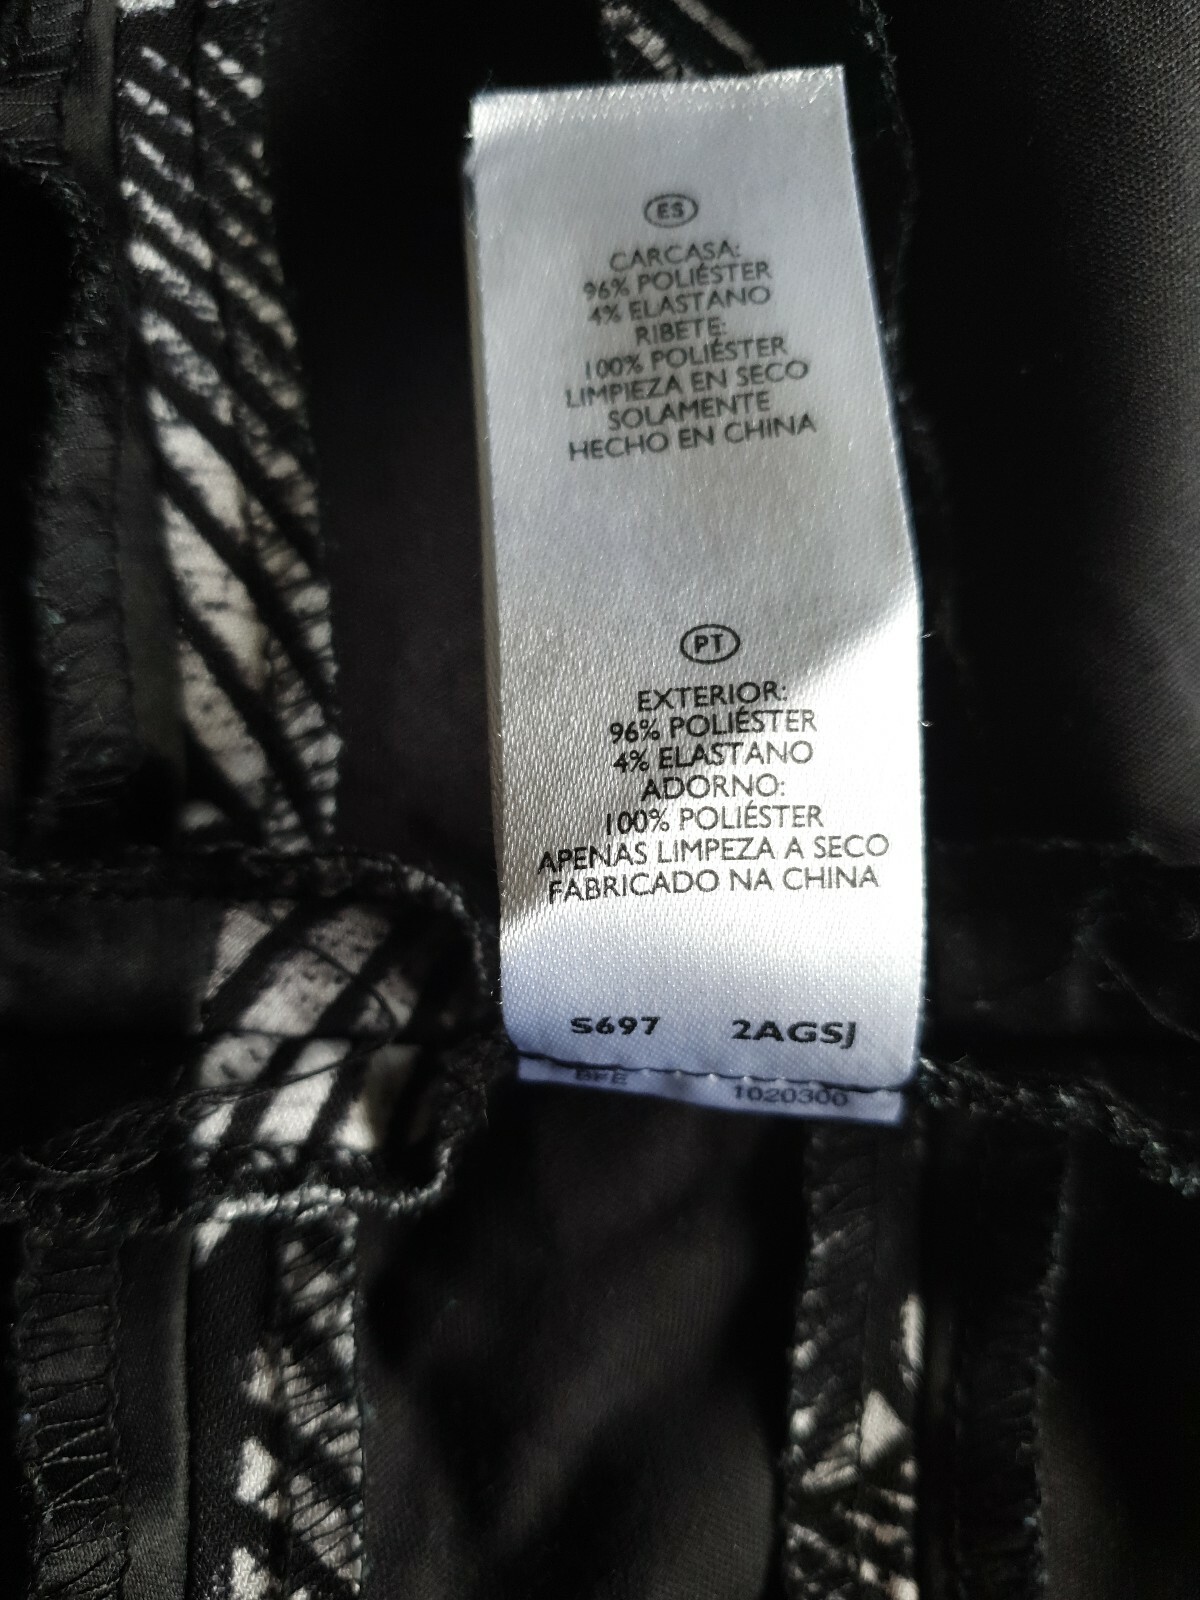 ES
CARCASA:
96% POLIÉSTER
4% ELASTANO
RIBETE:
100% POLIÉSTER
LIMPIEZA EN SECO
SOLAMENTE
HECHO EN CHINA
PT
EXTERIOR:
96% POLIÉSTER
4% ELASTANO
ADORNO:
100% POLIÉSTER
APENAS LIMPEZA A SECO
FABRICADO NA CHINA
S697 2AGSJ
1020300